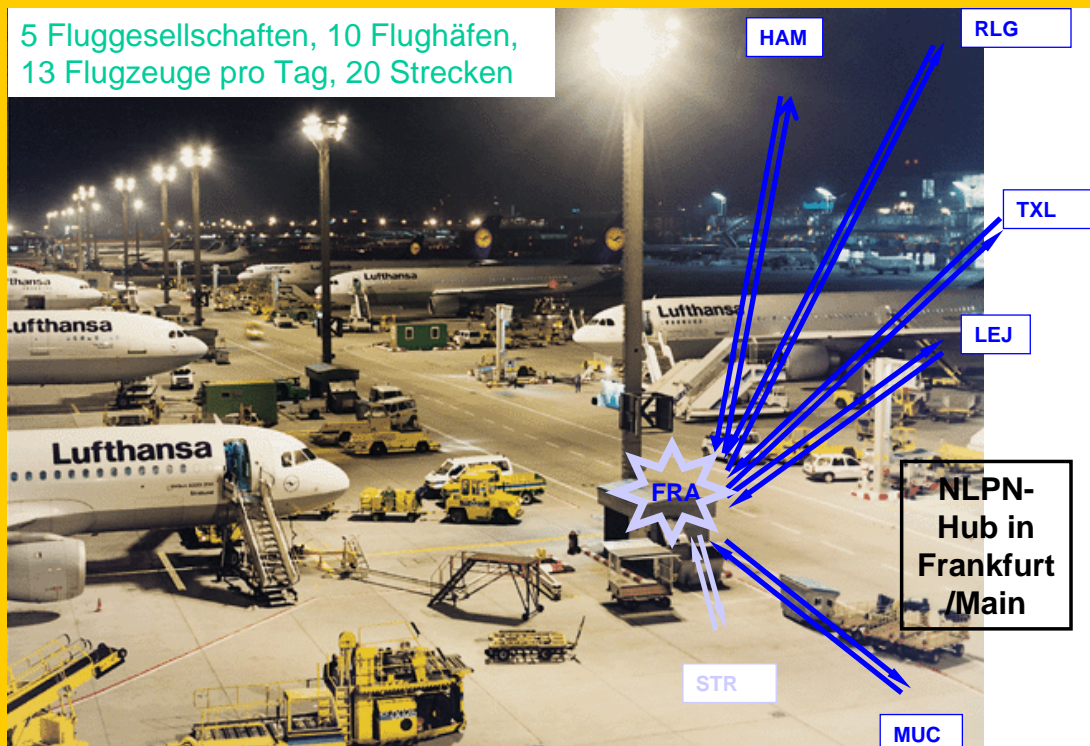 5 Fluggesellschaften, 10 Flughäfen,
13 Flugzeuge pro Tag, 20 Strecken
HAM
RLG
TXL
LEJ
Lufthansa
Lufthansa
Lufthansa
Lufthansa
Lufthansa
FRA
NLPN-
Hub in
Frankfurt
/Main
STR
MUC